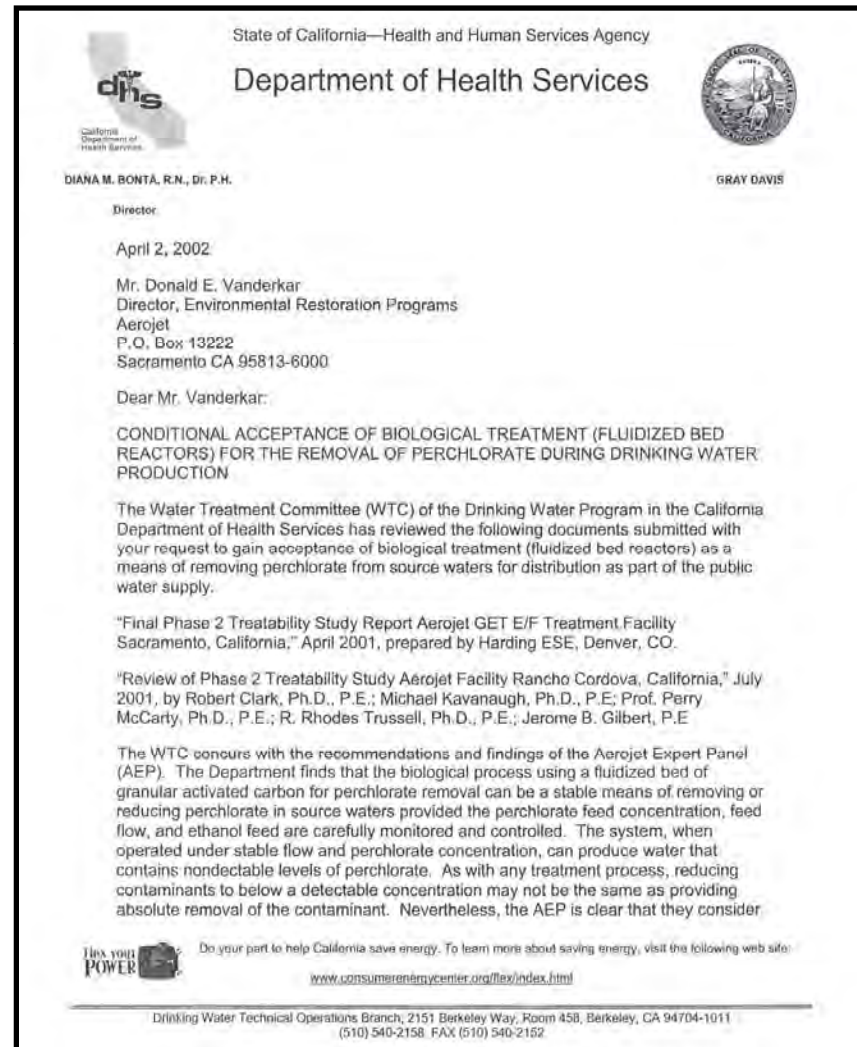 State of California—Health and Human Services Agency
Department of Health Services
dhs
California
Department of
Health Services
DIANA M. BONTÁ, R.N., Dr. P.H.
GRAY DAVIS
Director
April 2, 2002
Mr. Donald E. Vanderkar
Director, Environmental Restoration Programs
Aerojet
P.O. Box 13222
Sacramento CA 95813-6000
Dear Mr. Vanderkar:
CONDITIONAL ACCEPTANCE OF BIOLOGICAL TREATMENT (FLUIDIZED BED
REACTORS) FOR THE REMOVAL OF PERCHLORATE DURING DRINKING WATER
PRODUCTION
The Water Treatment Committee (WTC) of the Drinking Water Program in the California
Department of Health Services has reviewed the following documents submitted with
your request to gain acceptance of biological treatment (fluidized bed reactors) as a
means of removing perchlorate from source waters for distribution as part of the public
water supply.
"Final Phase 2 Treatability Study Report Aerojet GET E/F Treatment Facility
Sacramento, California," April 2001, prepared by Harding ESE, Denver, CO.
"Review of Phase 2 Treatability Study Aerojet Facility Rancho Cordova, California," July
2001, by Robert Clark, Ph.D., P.E.; Michael Kavanaugh, Ph.D., P.E; Prof. Perry
McCarty, Ph.D., P.E.; R. Rhodes Trussell, Ph.D., P.E.; Jerome B. Gilbert, P.E
The WTC concurs with the recommendations and findings of the Aerojet Expert Panel
(AEP). The Department finds that the biological process using a fluidized bed of
granular activated carbon for perchlorate removal can be a stable means of removing or
reducing perchlorate in source waters provided the perchlorate feed concentration, feed
flow, and ethanol feed are carefully monitored and controlled. The system, when
operated under stable flow and perchlorate concentration, can produce water that
contains nondectable levels of perchlorate. As with any treatment process, reducing
contaminants to below a detectable concentration may not be the same as providing
absolute removal of the contaminant. Nevertheless, the AEP is clear that they consider
Flex your
POWER
Do your part to help California save energy. To learn more about saving energy, visit the following web site:
www.consumerenergycenter.org/flex/index.html
Drinking Water Technical Operations Branch, 2151 Berkeley Way, Room 458, Berkeley, CA 94704-1011
(510) 540-2158 FAX (510) 540-2152